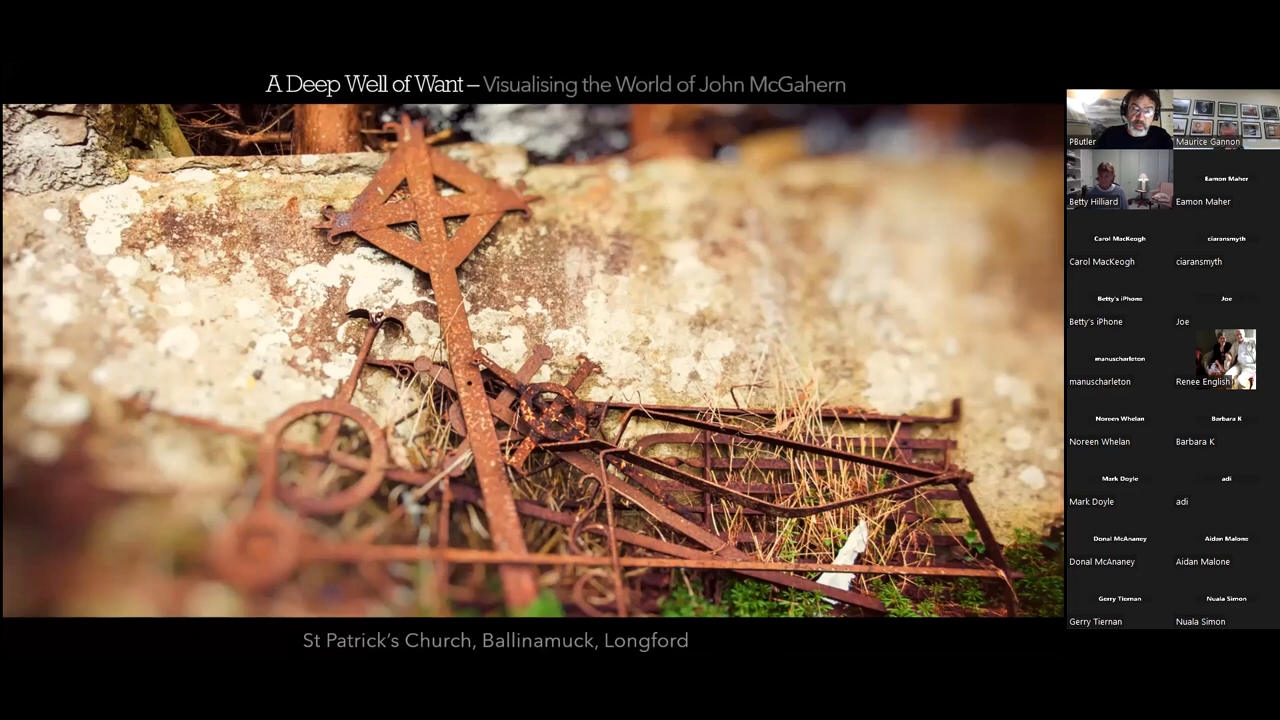 A Deep Well of Want – Visualising the World of John McGahern
St Patrick's Church, Ballinamuck, Longford
PButler
Maurice Gannon
Betty Hilliard
Eamon Maher
Eamon Maher
Carol MacKeogh
Carol MacKeogh
ciaransmyth
ciaransmyth
Betty's iPhone
Betty's iPhone
Joe
Joe
manuscharleton
manuscharleton
Renee English
Noreen Whelan
Noreen Whelan
Barbara K
Barbara K
Mark Doyle
Mark Doyle
adi
adi
Donal McAnaney
Donal McAnaney
Aidan Malone
Aidan Malone
Gerry Tiernan
Gerry Tiernan
Nuala Simon
Nuala Simon